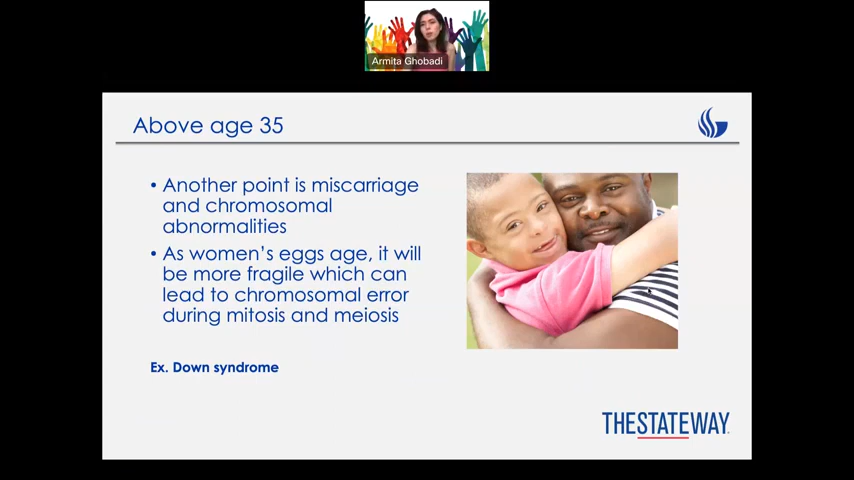 Armita Ghobadi
Above age 35
• Another point is miscarriage
and chromosomal
abnormalities
• As women's eggs age, it will
be more fragile which can
lead to chromosomal error
during mitosis and meiosis
Ex. Down syndrome
THESTATEWAY.